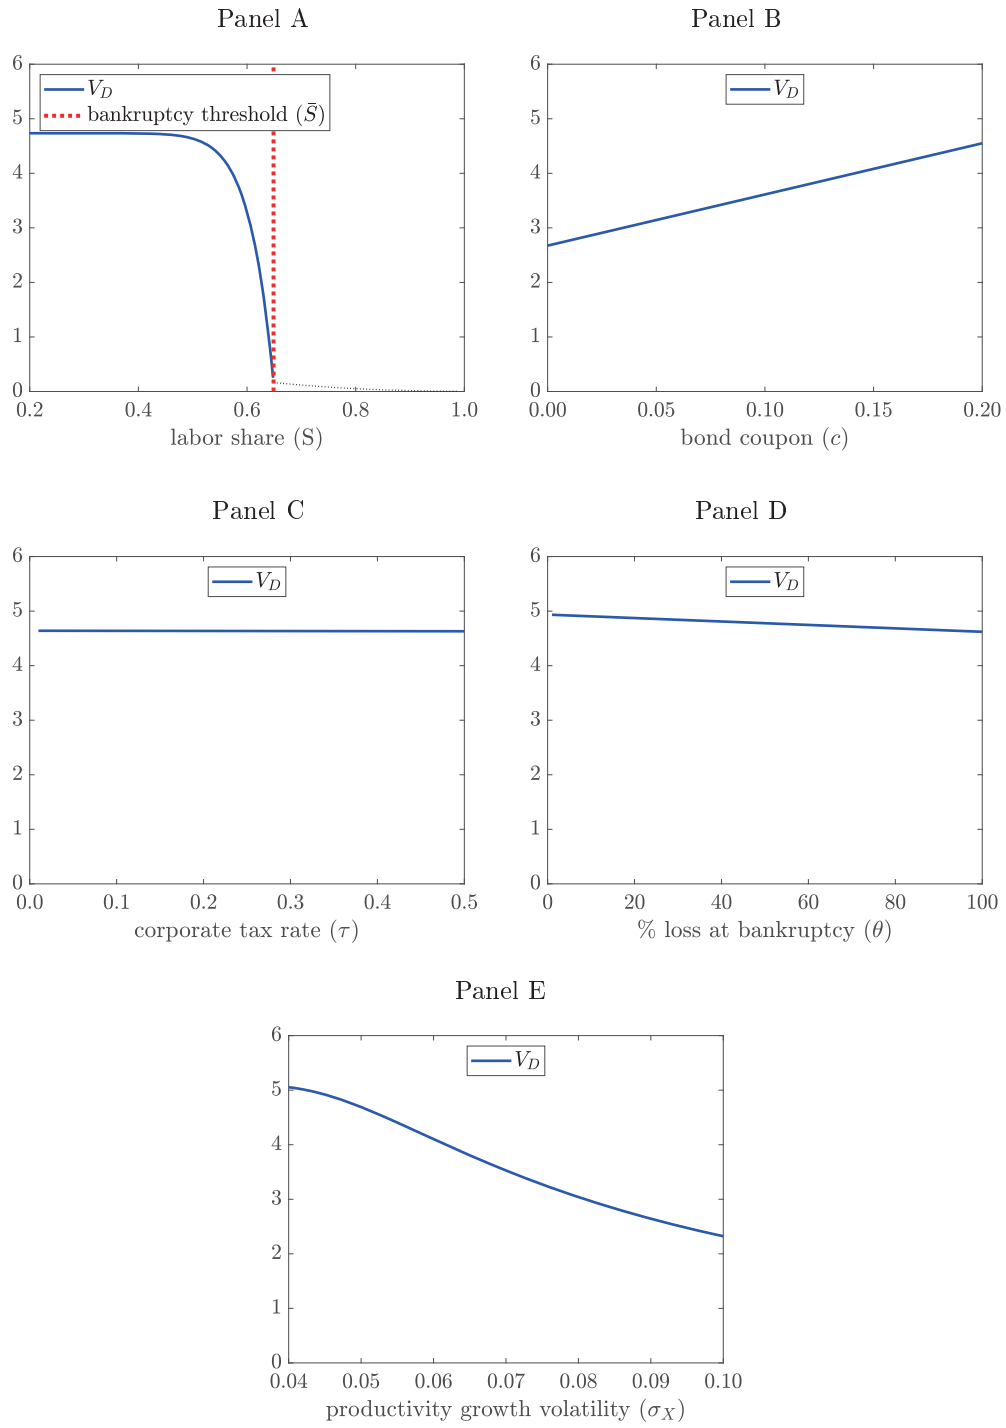 Panel A
6
5
4
3
2
1
0
V_D
bankruptcy threshold (S̄)
0.2 0.4 0.6 0.8 1.0
labor share (S)
Panel B
6
5
4
3
2
1
0
V_D
0.00 0.05 0.10 0.15 0.20
bond coupon (c)
Panel C
6
5
4
3
2
1
0
V_D
0.0 0.1 0.2 0.3 0.4 0.5
corporate tax rate (τ)
Panel D
6
5
4
3
2
1
0
V_D
0 20 40 60 80 100
% loss at bankruptcy (θ)
Panel E
6
5
4
3
2
1
0
V_D
0.04 0.05 0.06 0.07 0.08 0.09 0.10
productivity growth volatility (σ_X)